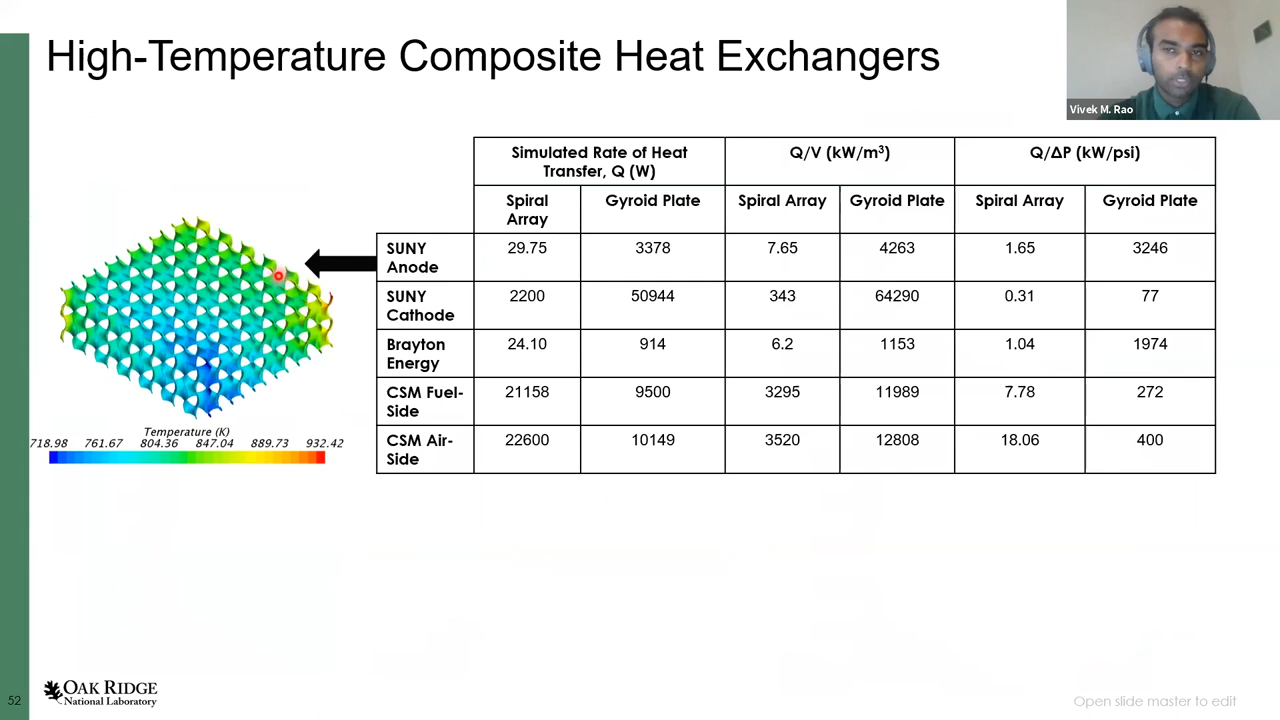 High-Temperature Composite Heat Exchangers
Vivek M. Rao
Simulated Rate of Heat Transfer, Q (W) Q/V (kW/m³) Q/ΔP (kW/psi)
Spiral Array Gyroid Plate Spiral Array Gyroid Plate Spiral Array Gyroid Plate
SUNY Anode 29.75 3378 7.65 4263 1.65 3246
SUNY Cathode 2200 50944 343 64290 0.31 77
Brayton Energy 24.10 914 6.2 1153 1.04 1974
CSM Fuel-Side 21158 9500 3295 11989 7.78 272
CSM Air-Side 22600 10149 3520 12808 18.06 400
Temperature (K)
718.98 761.67 804.36 847.04 889.73 932.42
52
OAK RIDGE
National Laboratory
Open slide master to edit